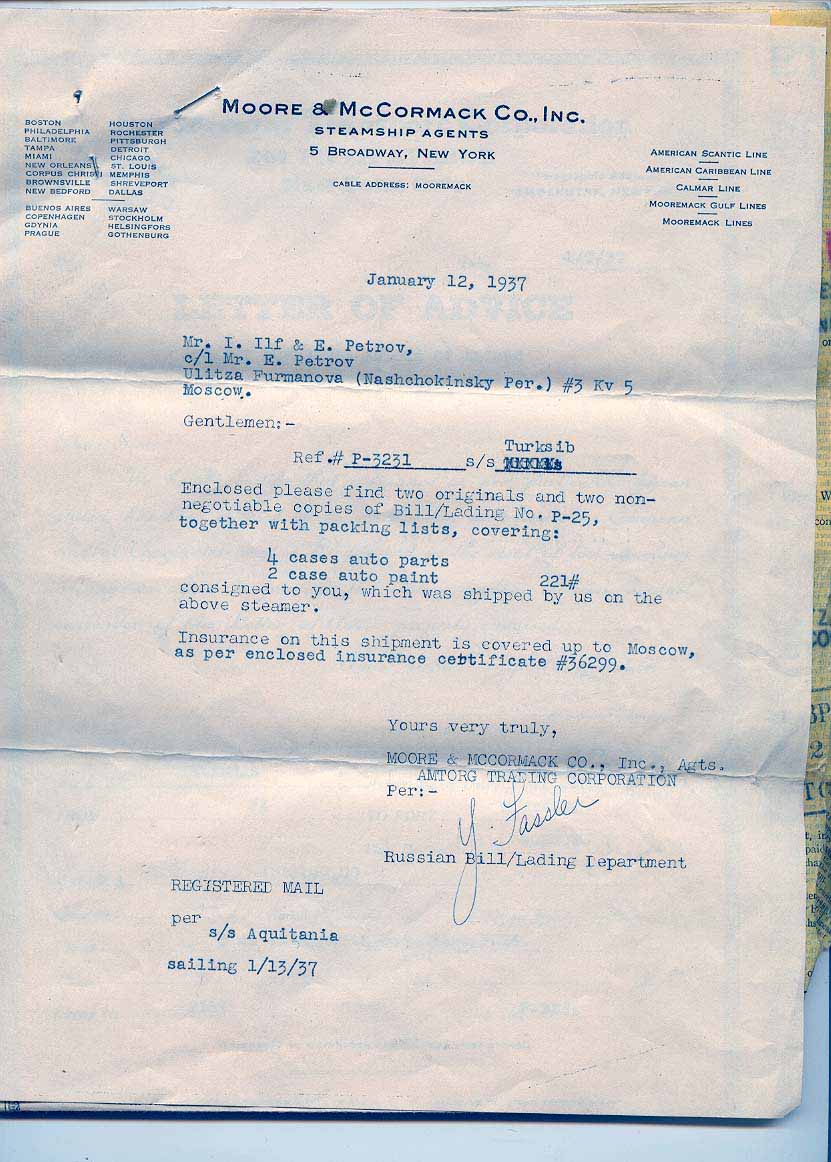 MOORE & MCCORMACK CO., INC.
STEAMSHIP AGENTS
5 BROADWAY, NEW YORK
CABLE ADDRESS: MOOREMACK
BOSTON
PHILADELPHIA
BALTIMORE
TAMPA
MIAMI
NEW ORLEANS
CORPUS CHRISTI
BROWNSVILLE
NEW BEDFORD
HOUSTON
ROCHESTER
PITTSBURGH
DETROIT
CHICAGO
ST. LOUIS
MEMPHIS
SHREVEPORT
DALLAS
BUENOS AIRES
COPENHAGEN
GDYNIA
PRAGUE
WARSAW
STOCKHOLM
HELSINGFORS
GOTHENBURG
AMERICAN SCANTIC LINE
AMERICAN CARIBBEAN LINE
CALMAR LINE
MOOREMACK GULF LINES
MOOREMACK LINES
January 12, 1937
Mr. I. Ilf & E. Petrov,
c/l Mr. E. Petrov
Ulitza Furmanova (Nashchokinsky Per.) #3 Kv 5
Moscow.
Gentlemen:-
Turksib
Ref.# P-3231 s/s
Enclosed please find two originals and two non-
negotiable copies of Bill/Lading No. P-25,
together with packing lists, covering:
4 cases auto parts
2 case auto paint 221#
consigned to you, which was shipped by us on the
above steamer.
Insurance on this shipment is covered up to Moscow,
as per enclosed insurance certificate #36299.
Yours very truly,
MOORE & MCCORMACK CO., Inc., Agts.
AMTORG TRADING CORPORATION
Per:-
Y. Fassler
Russian Bill/Lading Department
REGISTERED MAIL
per
s/s Aquitania
sailing 1/13/37
LETTER OF ADVICE